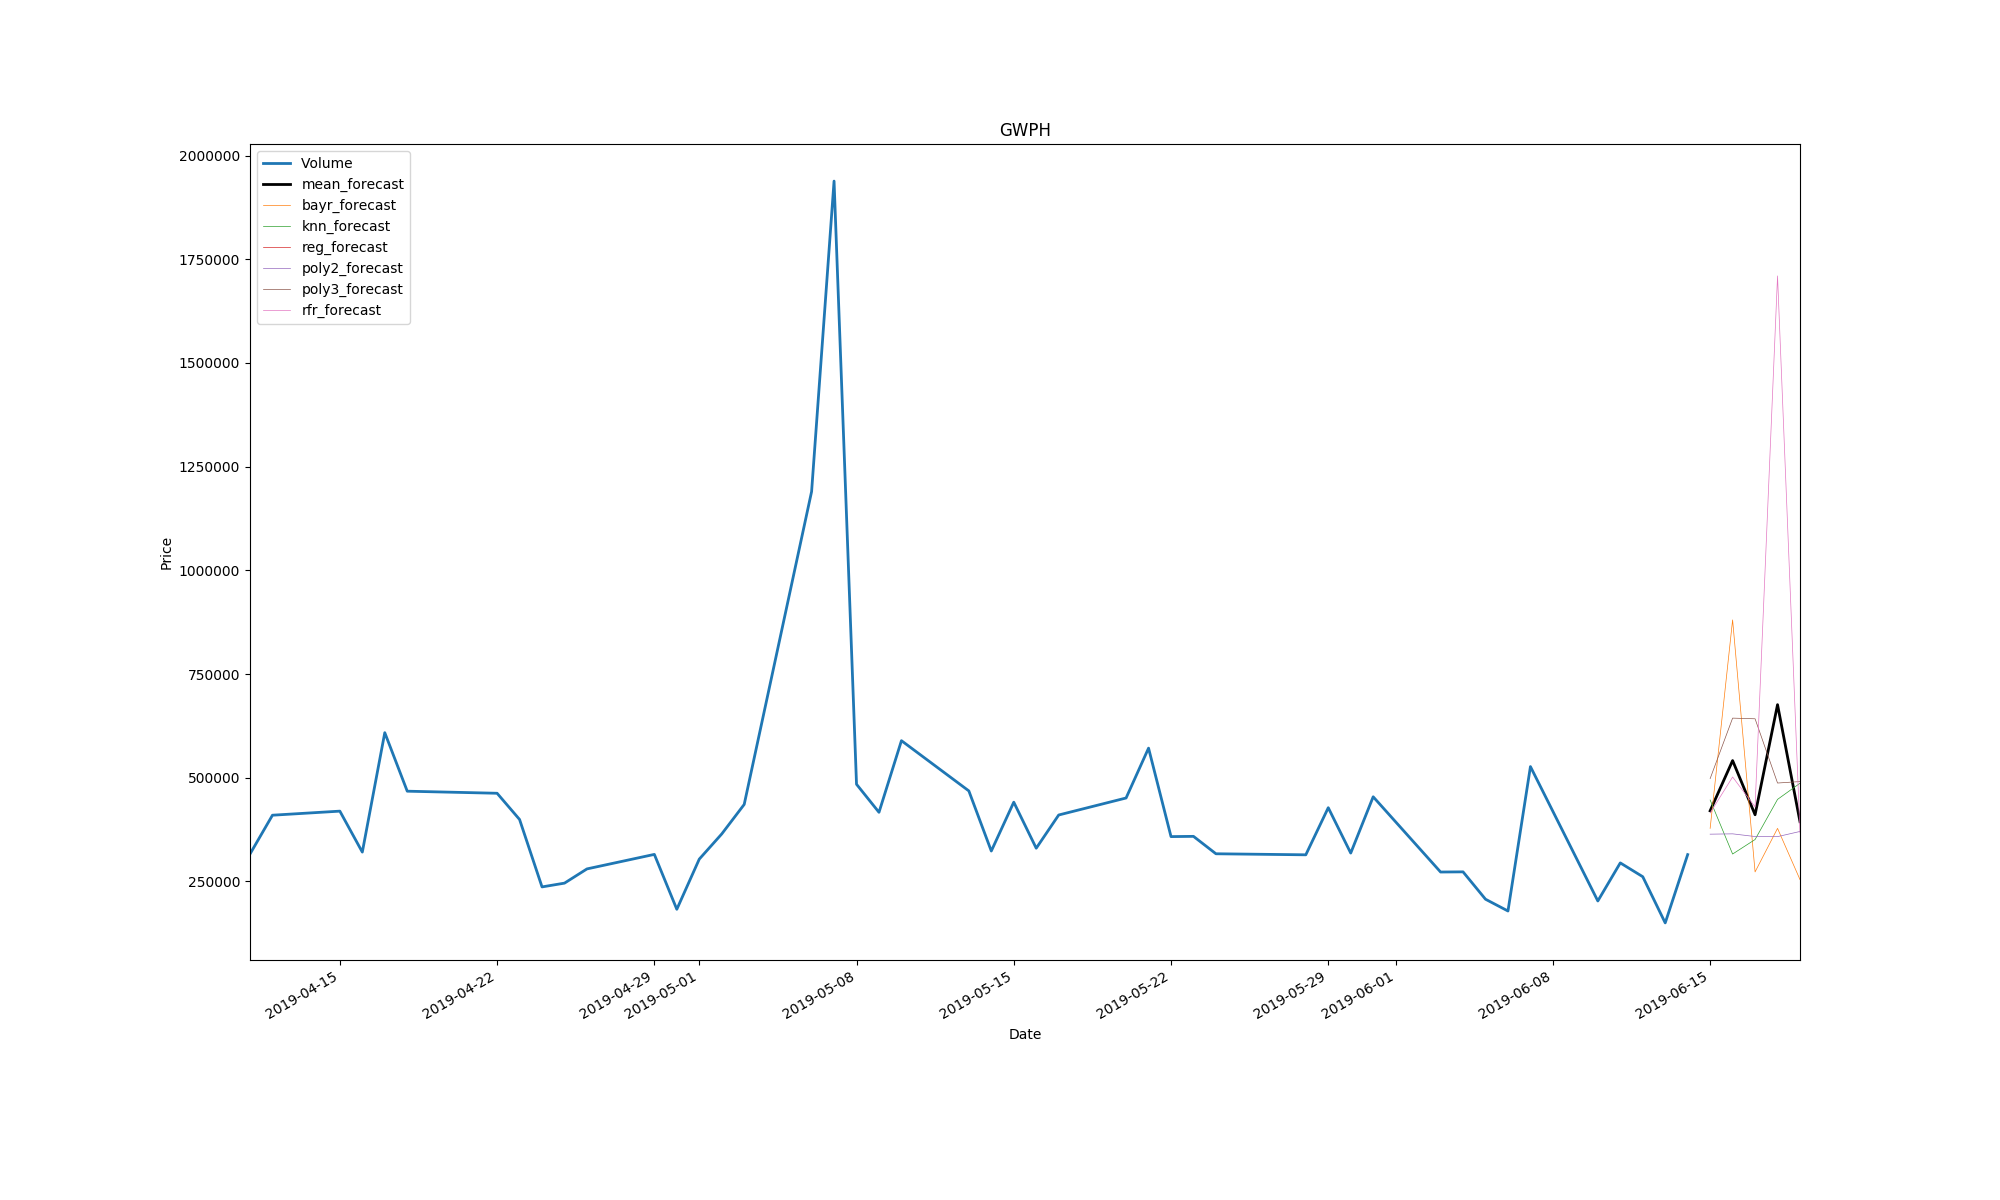 GWPH
2000000
1750000
1500000
1250000
1000000
750000
500000
250000
Price
Volume
mean_forecast
bayr_forecast
knn_forecast
reg_forecast
poly2_forecast
poly3_forecast
rfr_forecast
2019-04-15
2019-04-22
2019-04-29
2019-05-01
2019-05-08
2019-05-15
2019-05-22
2019-05-29
2019-06-01
2019-06-08
2019-06-15
Date